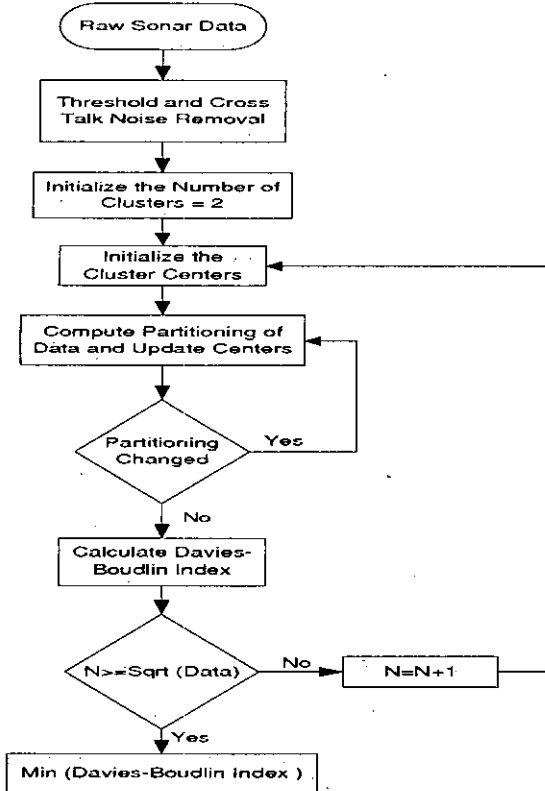 Raw Sonar Data
Threshold and Cross
Talk Noise Removal
Initialize the Number of
Clusters = 2
Initialize the
Cluster Centers
Compute Partitioning of
Data and Update Centers
Partitioning
Changed
Yes
No
Calculate Davies-
Boudlin Index
N>=Sqrt (Data)
No
N=N+1
Yes
Min (Davies-Boudlin Index )